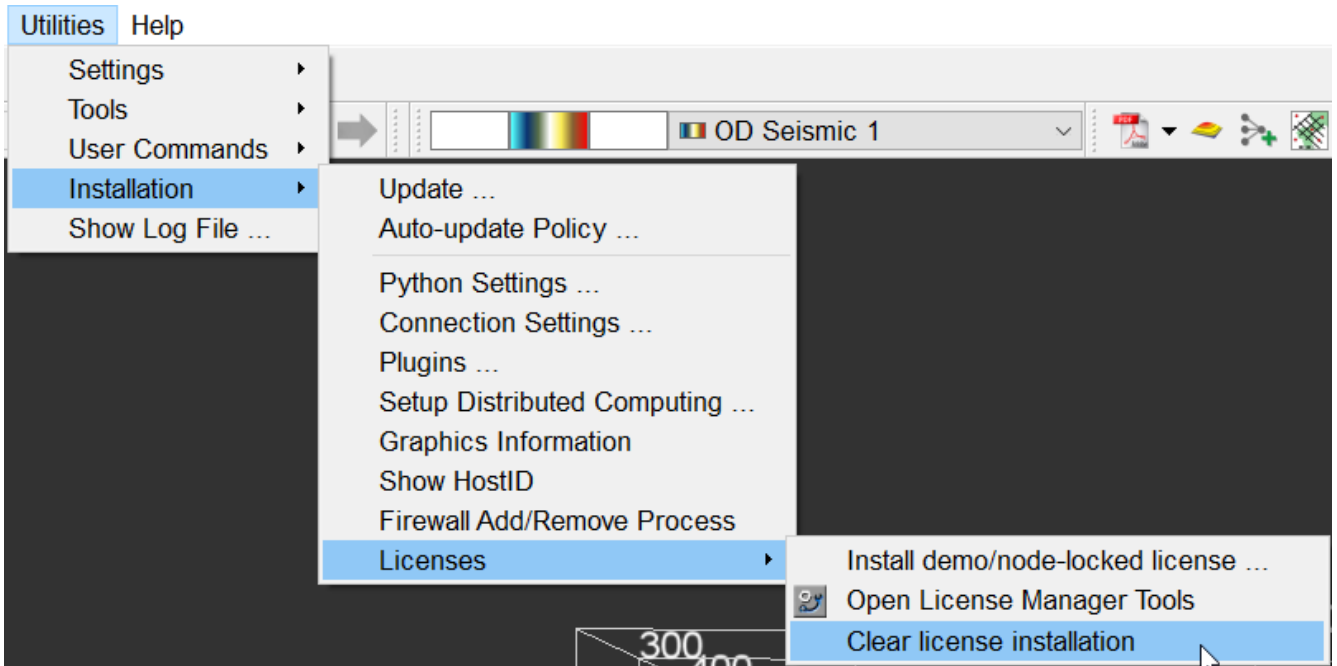 Utilities Help
Settings
Tools
User Commands
Installation
Show Log File ...
OD Seismic 1
PDF
Update ...
Auto-update Policy ...
Python Settings ...
Connection Settings ...
Plugins ...
Setup Distributed Computing ...
Graphics Information
Show HostID
Firewall Add/Remove Process
Licenses
Install demo/node-locked license ...
Open License Manager Tools
Clear license installation
300
400